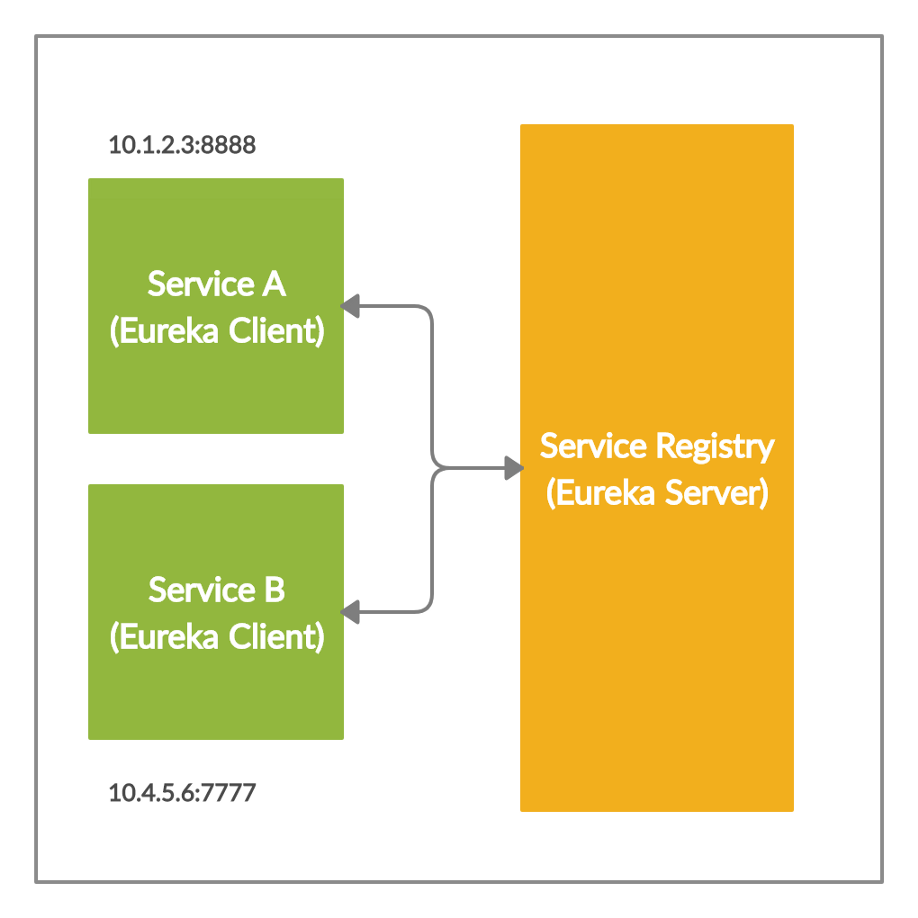 10.1.2.3:8888
Service A
(Eureka Client)
Service Registry
(Eureka Server)
Service B
(Eureka Client)
10.4.5.6:7777